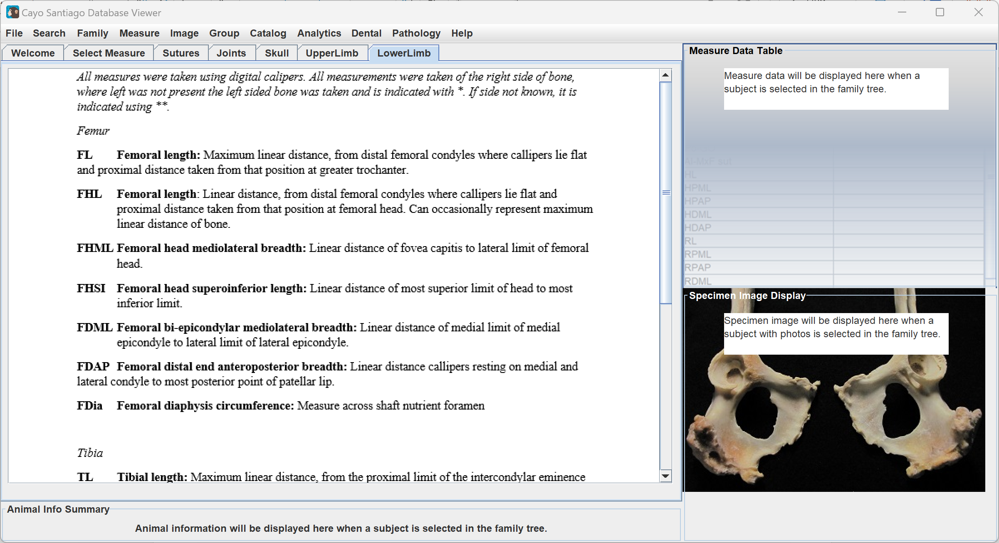 Cayo Santiago Database Viewer
File Search Family Measure Image Group Catalog Analytics Dental Pathology Help
Welcome Select Measure Sutures Joints Skull UpperLimb LowerLimb
All measures were taken using digital calipers. All measurements were taken of the right side of bone,
where left was not present the left sided bone was taken and is indicated with *. If side not known, it is
indicated using **.
Femur
FL Femoral length: Maximum linear distance, from distal femoral condyles where callipers lie flat
and proximal distance taken from that position at greater trochanter.
FHL Femoral length: Linear distance, from distal femoral condyles where callipers lie flat and
proximal distance taken from that position at femoral head. Can occasionally represent maximum
linear distance of bone.
FHML Femoral head mediolateral breadth: Linear distance of fovea capitis to lateral limit of femoral
head.
FHSI Femoral head superoinferior length: Linear distance of most superior limit of head to most
inferior limit.
FDML Femoral bi-epicondylar mediolateral breadth: Linear distance of medial limit of medial
epicondyle to lateral limit of lateral epicondyle.
FDAP Femoral distal end anteroposterior breadth: Linear distance callipers resting on medial and
lateral condyle to most posterior point of patellar lip.
FDia Femoral diaphysis circumference: Measure across shaft nutrient foramen
Tibia
TL Tibial length: Maximum linear distance, from the proximal limit of the intercondylar eminence
Animal Info Summary
Animal information will be displayed here when a subject is selected in the family tree.
Measure Data Table
Measure data will be displayed here when a
subject is selected in the family tree.
Al-MxF sut
HL
HPML
HPAP
HDML
HDAP
RL
RPML
RPAP
RDML
Specimen Image Display
Specimen image will be displayed here when a
subject with photos is selected in the family tree.